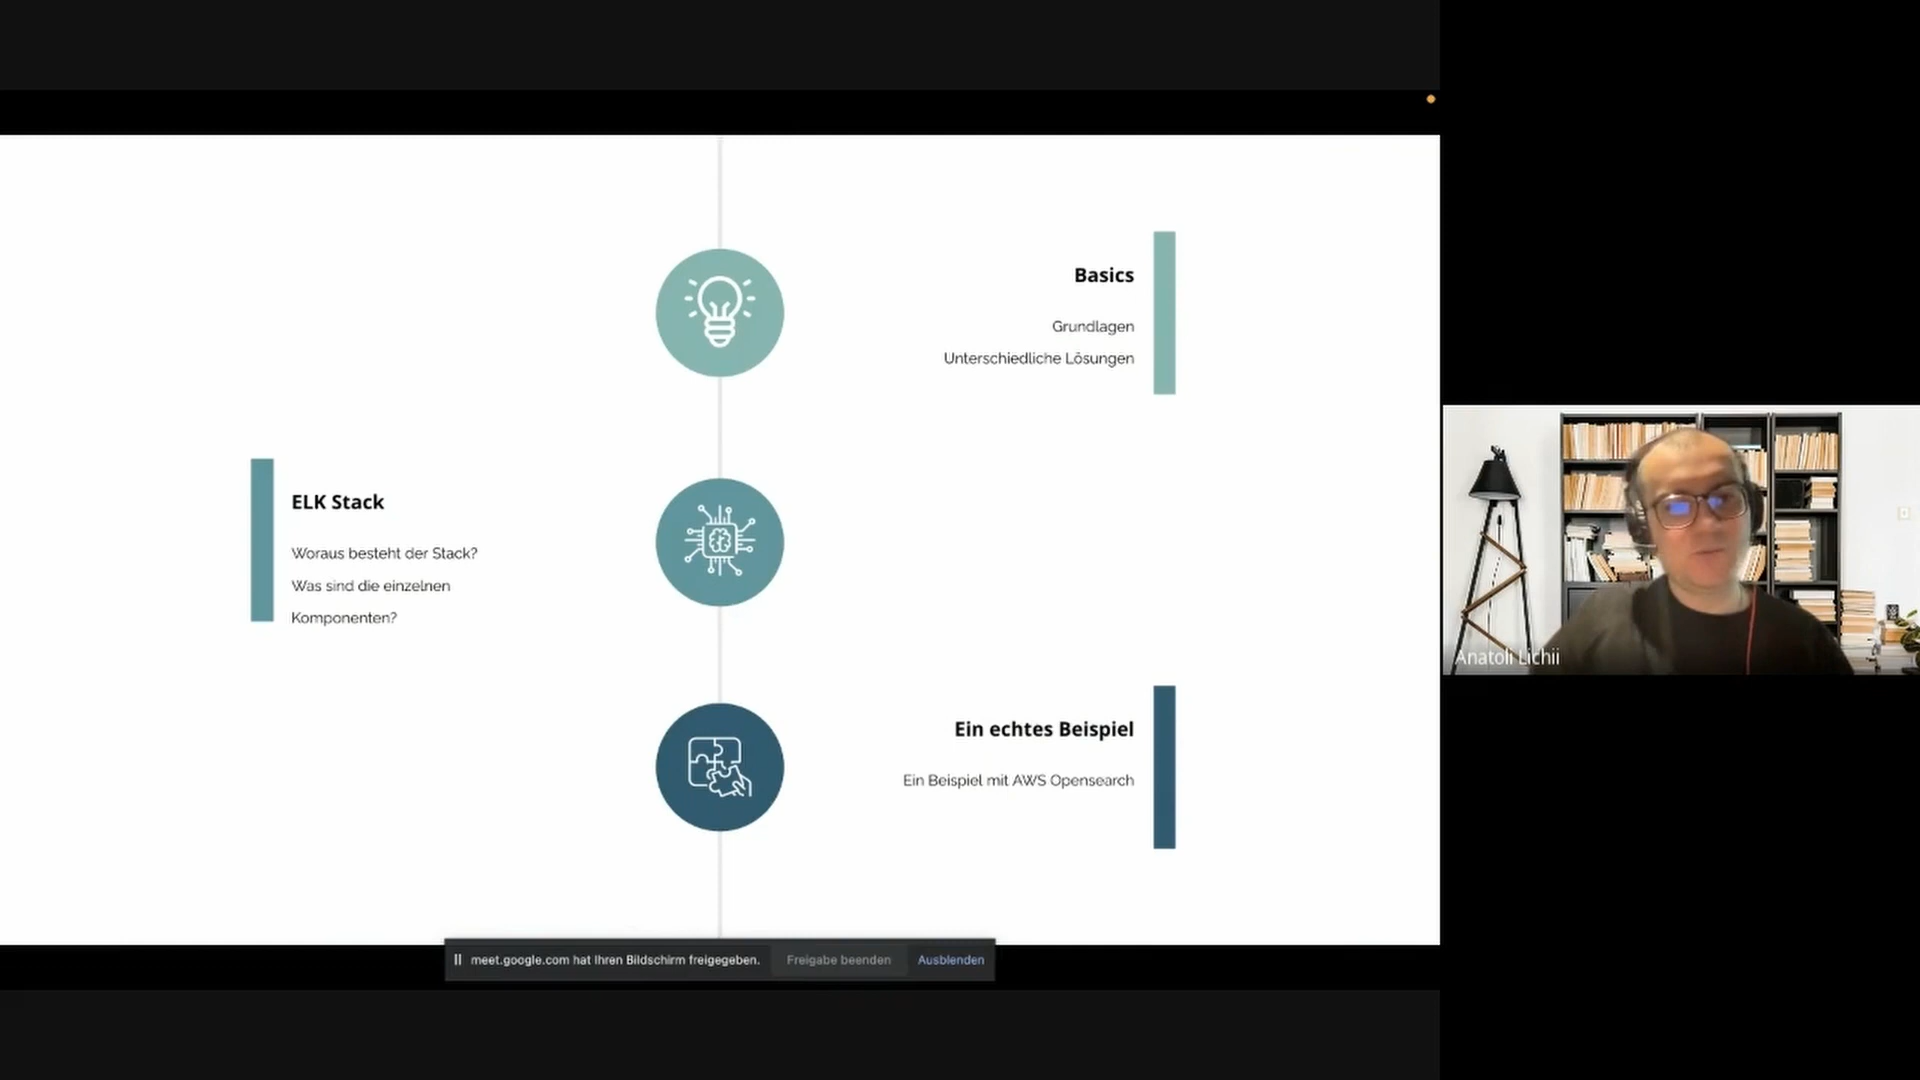 Basics
Grundlagen
Unterschiedliche Lösungen
ELK Stack
Woraus besteht der Stack?
Was sind die einzelnen
Komponenten?
Ein echtes Beispiel
Ein Beispiel mit AWS Opensearch
Anatoli Lichii
meet.google.com hat Ihren Bildschirm freigegeben.
Freigabe beenden
Ausblenden